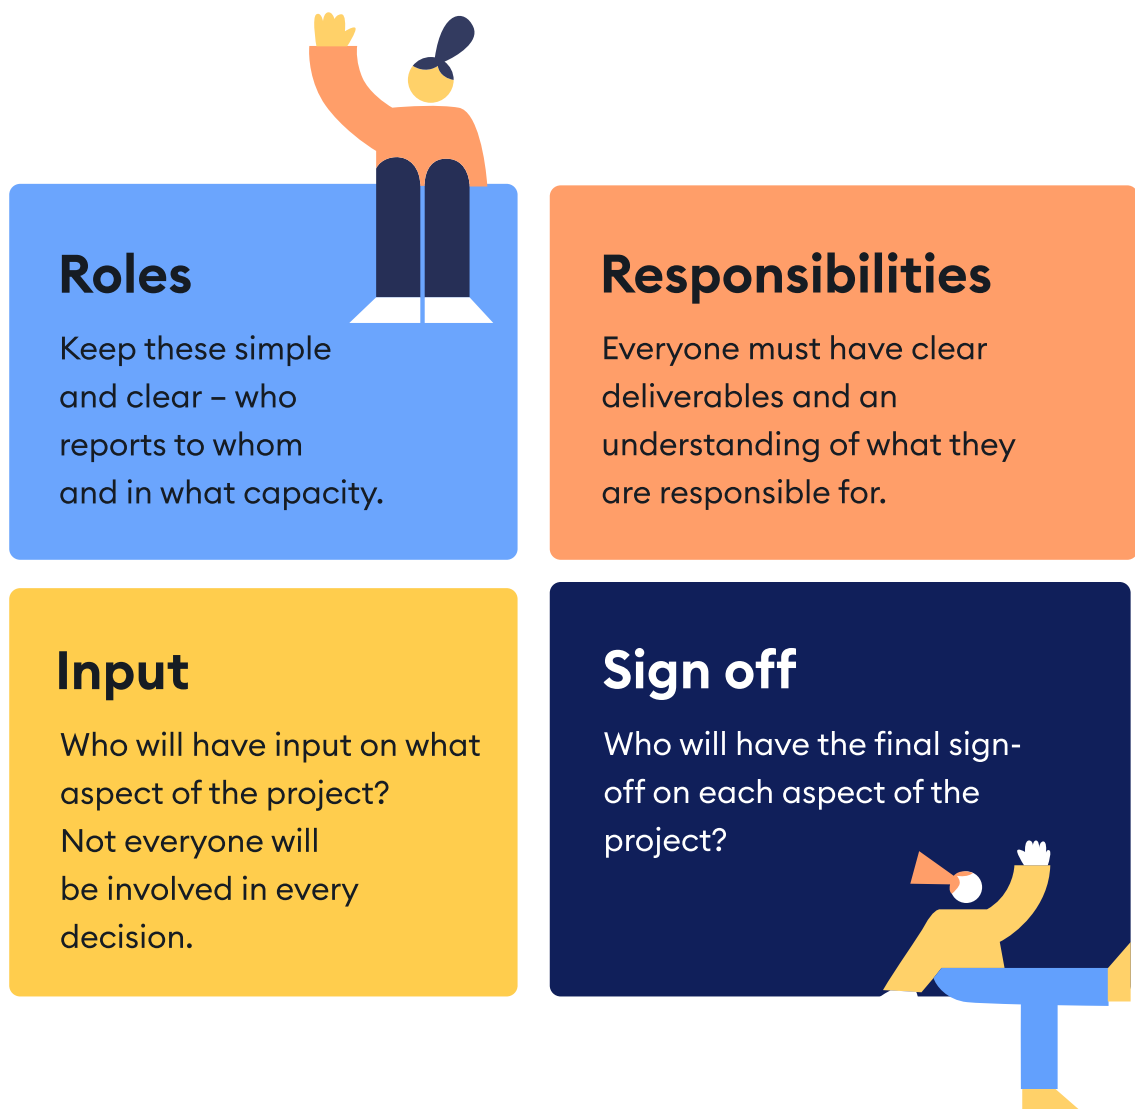 Roles
Keep these simple
and clear – who
reports to whom
and in what capacity.
Responsibilities
Everyone must have clear
deliverables and an
understanding of what they
are responsible for.
Input
Who will have input on what
aspect of the project?
Not everyone will
be involved in every
decision.
Sign off
Who will have the final sign-
off on each aspect of the
project?